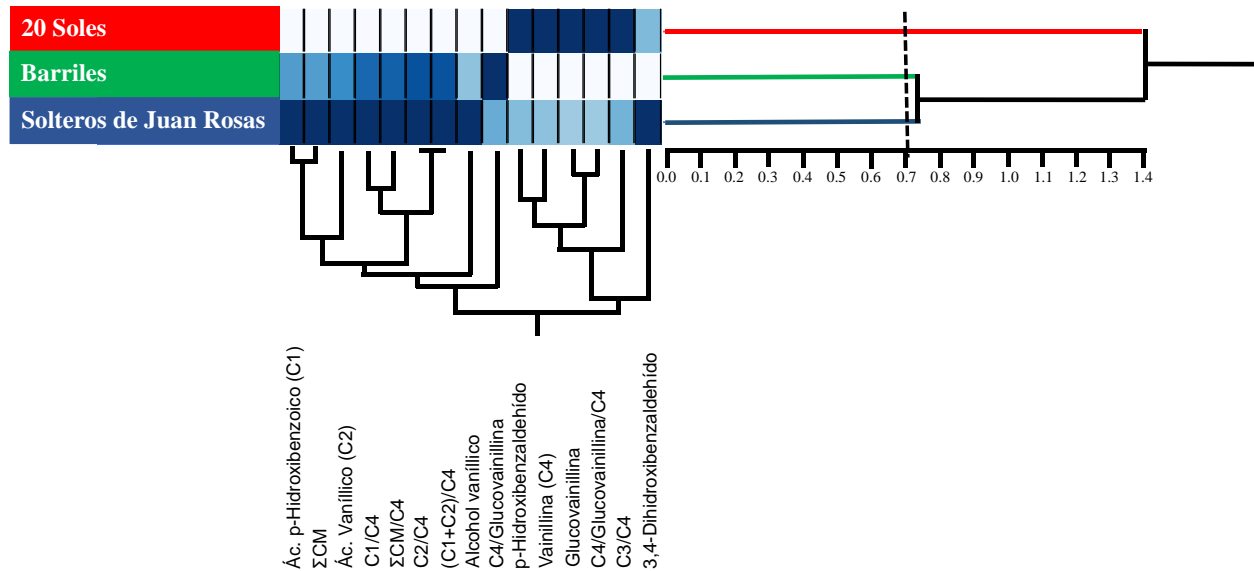 20 Soles
Barriles
Solteros de Juan Rosas
0.0 0.1 0.2 0.3 0.4 0.5 0.6 0.7 0.8 0.9 1.0 1.1 1.2 1.3 1.4
Ác. p-Hidroxibenzoico (C1)
ΣCM
Ác. Vaníllico (C2)
C1/C4
ΣCM/C4
C2/C4
(C1+C2)/C4
Alcohol vaníllico
C4/Glucovainillina
p-Hidroxibenzaldehído
Vainillina (C4)
Glucovainillina
C4/Glucovainillina/C4
C3/C4
3,4-Dihidroxibenzaldehído